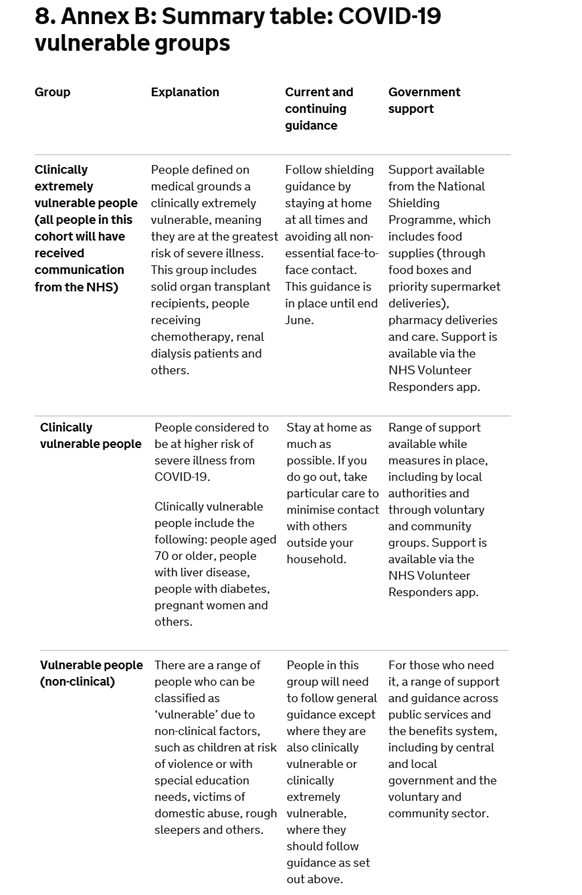 8. Annex B: Summary table: COVID-19
vulnerable groups
Group
Explanation
Current and
continuing
guidance
Government
support
Clinically
extremely
vulnerable people
(all people in this
cohort will have
received
communication
from the NHS)
People defined on
medical grounds a
clinically extremely
vulnerable, meaning
they are at the greatest
risk of severe illness.
This group includes
solid organ transplant
recipients, people
receiving
chemotherapy, renal
dialysis patients and
others.
Follow shielding
guidance by
staying at home
at all times and
avoiding all non-
essential face-to-
face contact.
This guidance is
in place until end
June.
Support available
from the National
Shielding
Programme, which
includes food
supplies (through
food boxes and
priority supermarket
deliveries),
pharmacy deliveries
and care. Support is
available via the
NHS Volunteer
Responders app.
Clinically
vulnerable people
People considered to
be at higher risk of
severe illness from
COVID-19.
Clinically vulnerable
people include the
following: people aged
70 or older, people
with liver disease,
people with diabetes,
pregnant women and
others.
Stay at home as
much as
possible. If you
do go out, take
particular care to
minimise contact
with others
outside your
household.
Range of support
available while
measures in place,
including by local
authorities and
through voluntary
and community
groups. Support is
available via the
NHS Volunteer
Responders app.
Vulnerable people
(non-clinical)
There are a range of
people who can be
classified as
‘vulnerable’ due to
non-clinical factors,
such as children at risk
of violence or with
special education
needs, victims of
domestic abuse, rough
sleepers and others.
People in this
group will need
to follow general
guidance except
where they are
also clinically
vulnerable or
clinically
extremely
vulnerable,
where they
should follow
guidance as set
out above.
For those who need
it, a range of support
and guidance across
public services and
the benefits system,
including by central
and local
government and the
voluntary and
community sector.